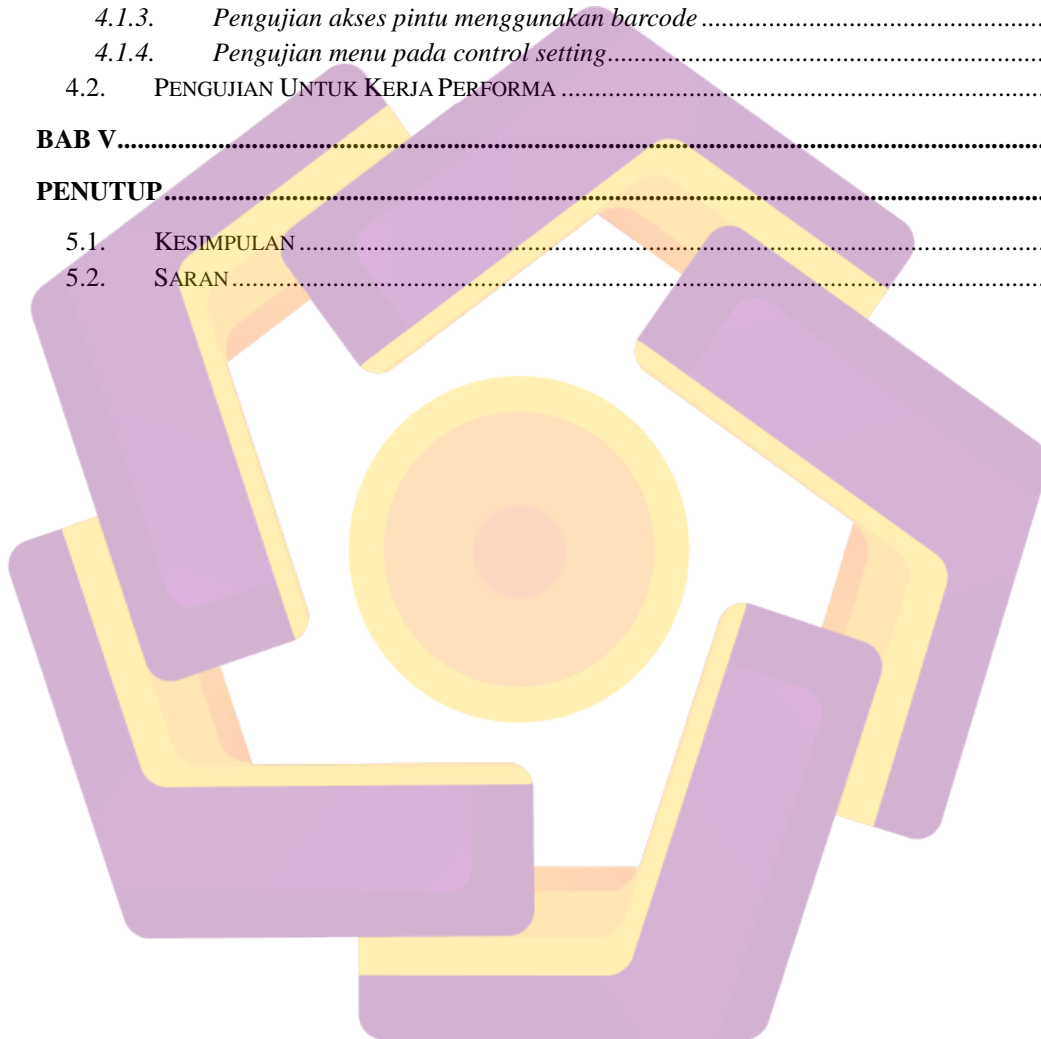 4.1.3. Pengujian akses pintu menggunakan barcode ........................................................
4.1.4. Pengujian menu pada control setting ........................................................
4.2. PENGUJIAN UNTUK KERJA PERFORMA ........................................................
BAB V ........................................................
PENUTUP ........................................................
5.1. KESIMPULAN ........................................................
5.2. SARAN ........................................................